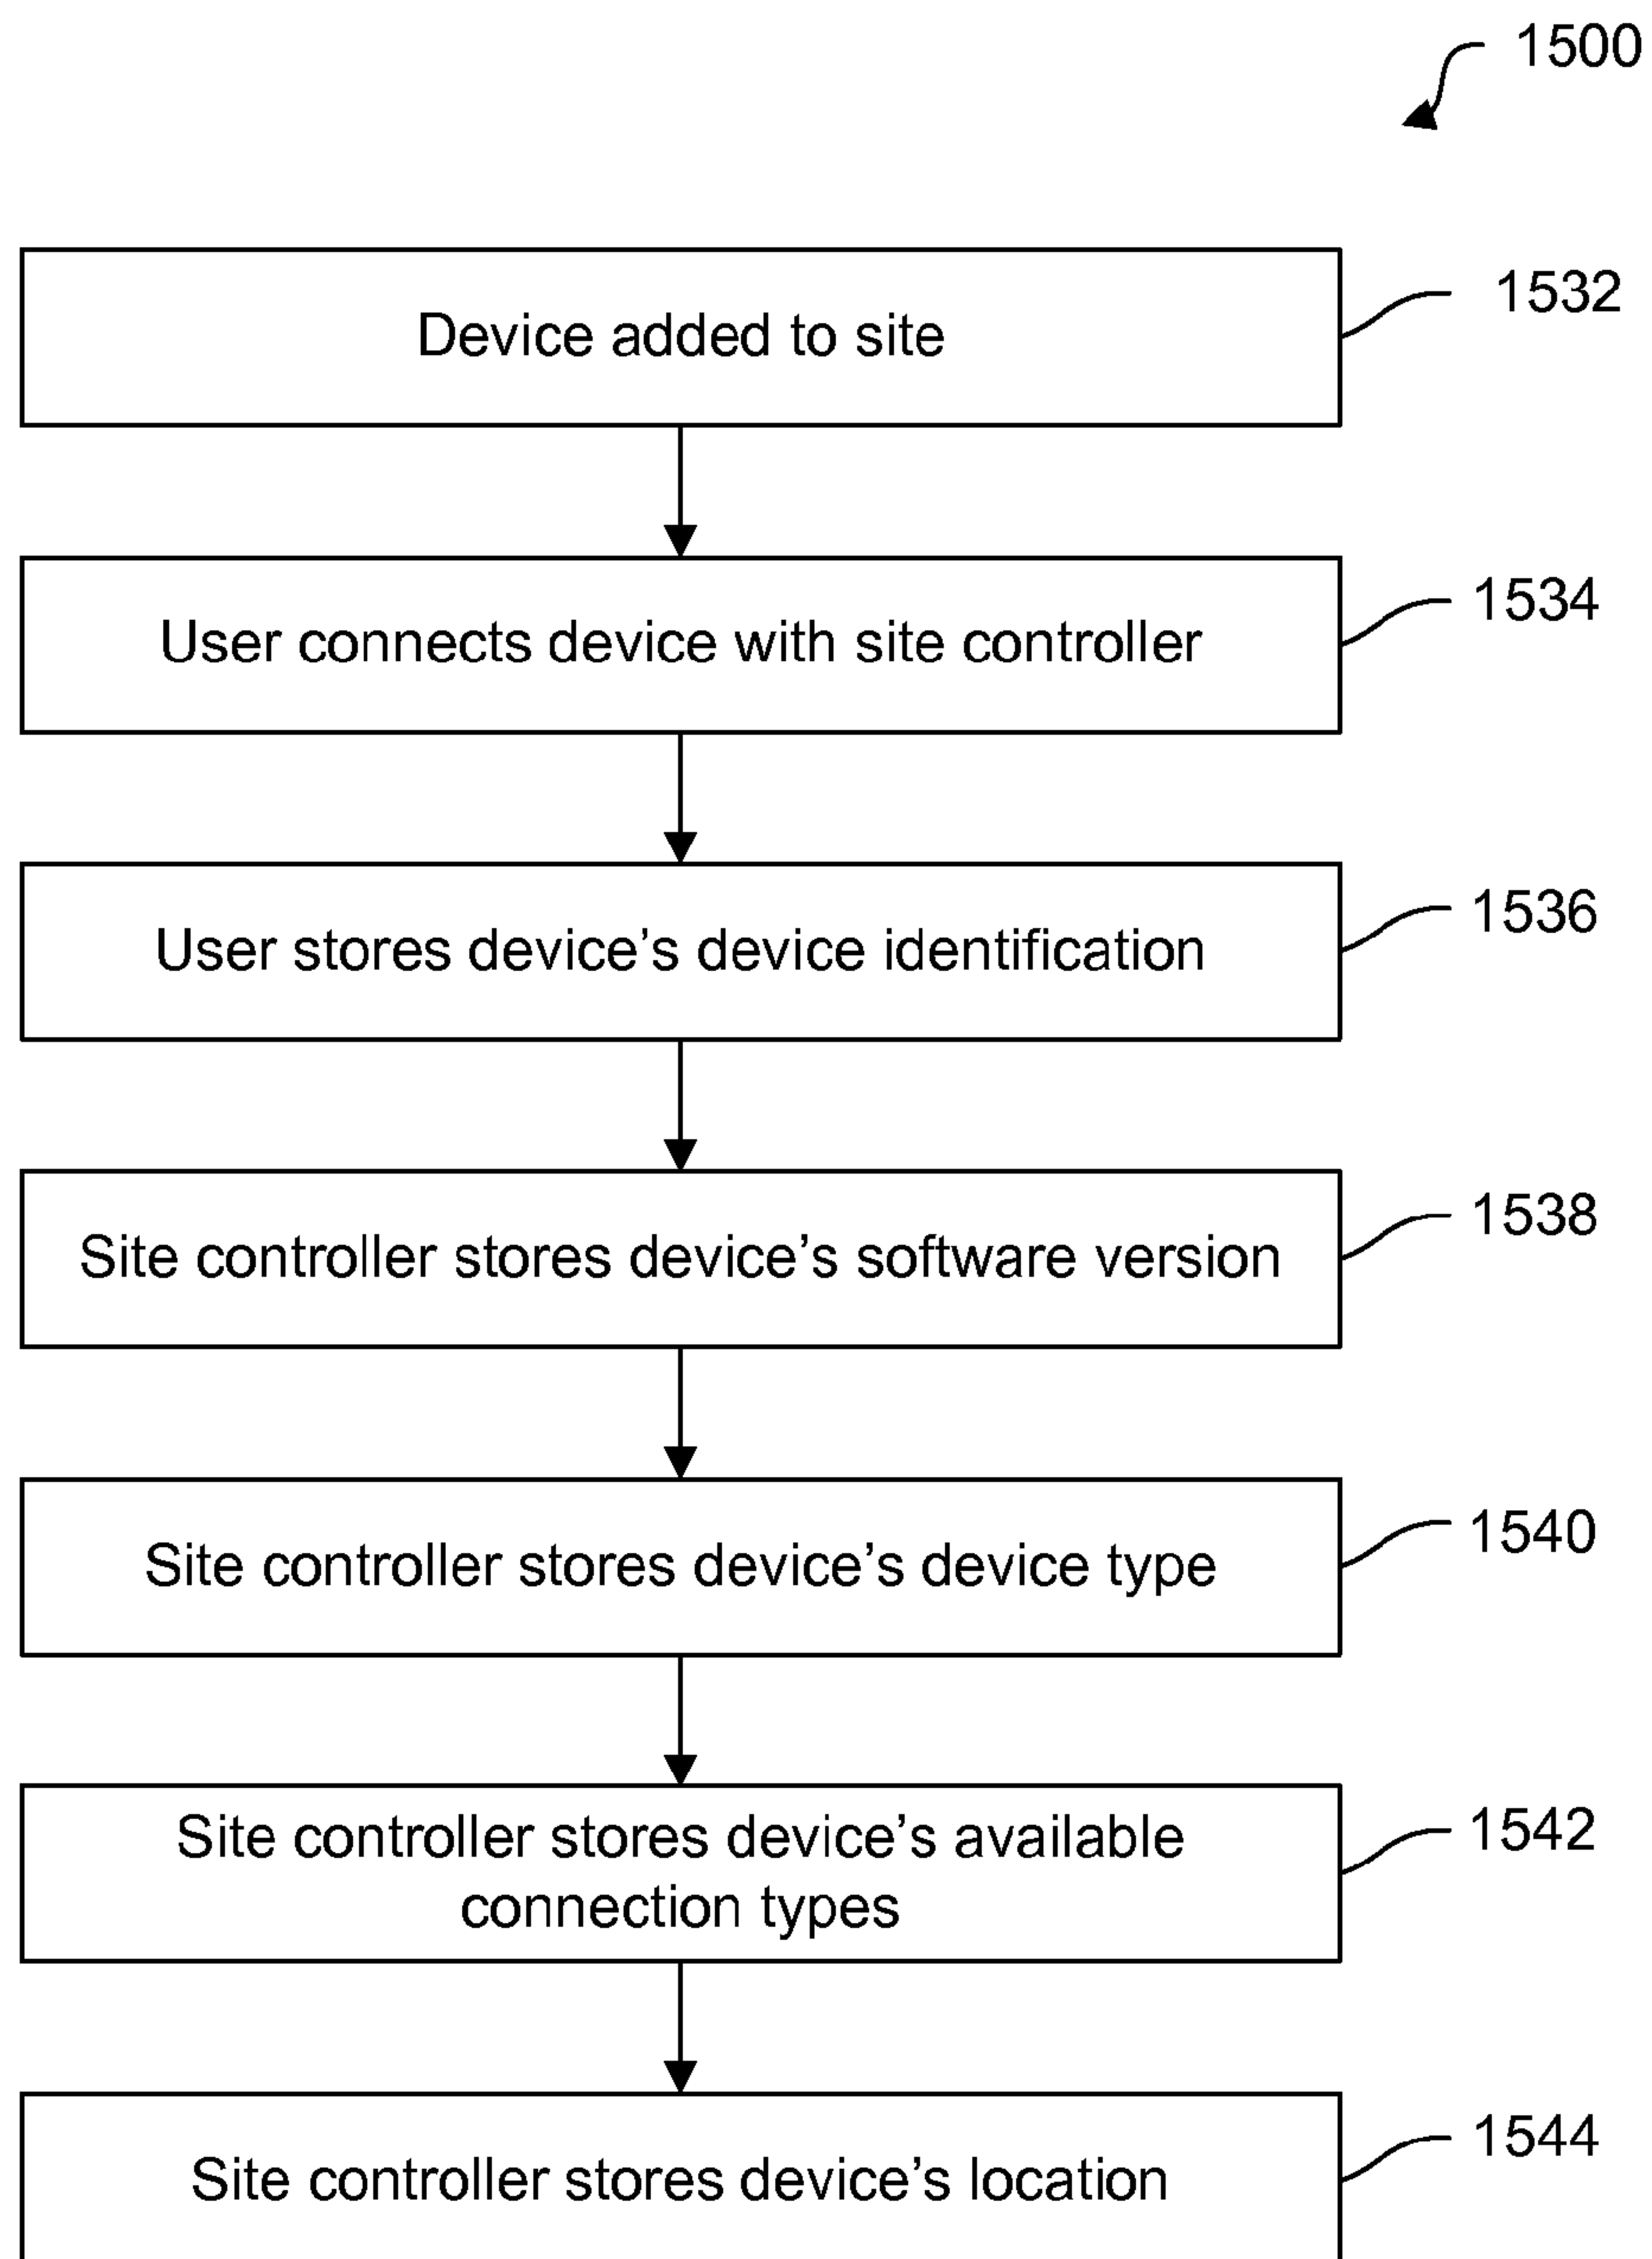 1500
Device added to site
1532
User connects device with site controller
1534
User stores device’s device identification
1536
Site controller stores device’s software version
1538
Site controller stores device’s device type
1540
Site controller stores device’s available
connection types
1542
Site controller stores device’s location
1544